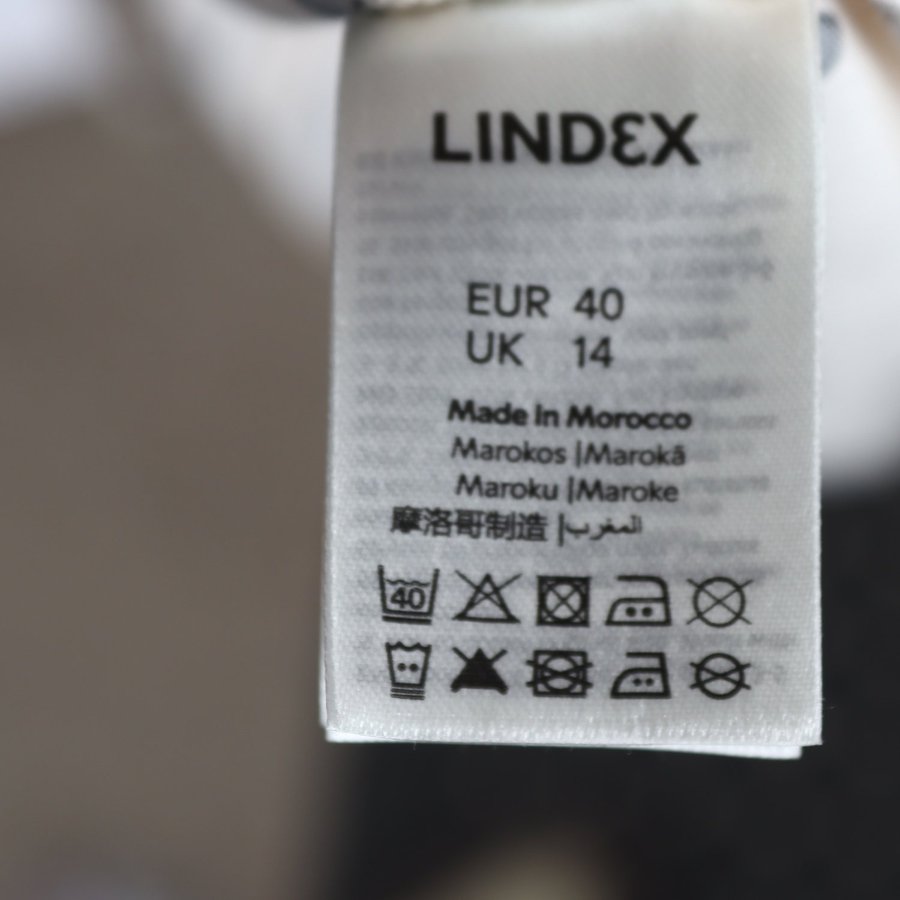 LINDEX
EUR 40
UK 14
Made In Morocco
Marokos |Marokā
Maroku |Maroke
摩洛哥制造 |المغرب
40